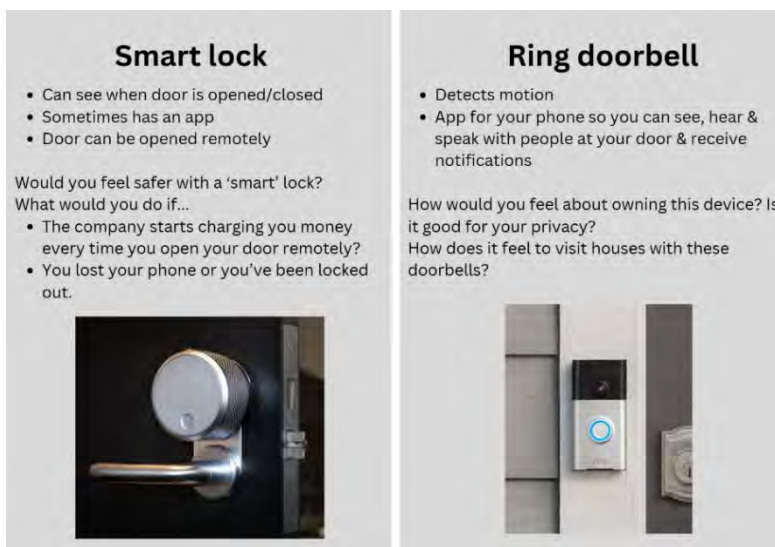 Smart lock
• Can see when door is opened/closed
• Sometimes has an app
• Door can be opened remotely
Would you feel safer with a ‘smart’ lock?
What would you do if...
• The company starts charging you money
every time you open your door remotely?
• You lost your phone or you’ve been locked
out.
Ring doorbell
• Detects motion
• App for your phone so you can see, hear &
speak with people at your door & receive
notifications
How would you feel about owning this device? Is
it good for your privacy?
How does it feel to visit houses with these
doorbells?